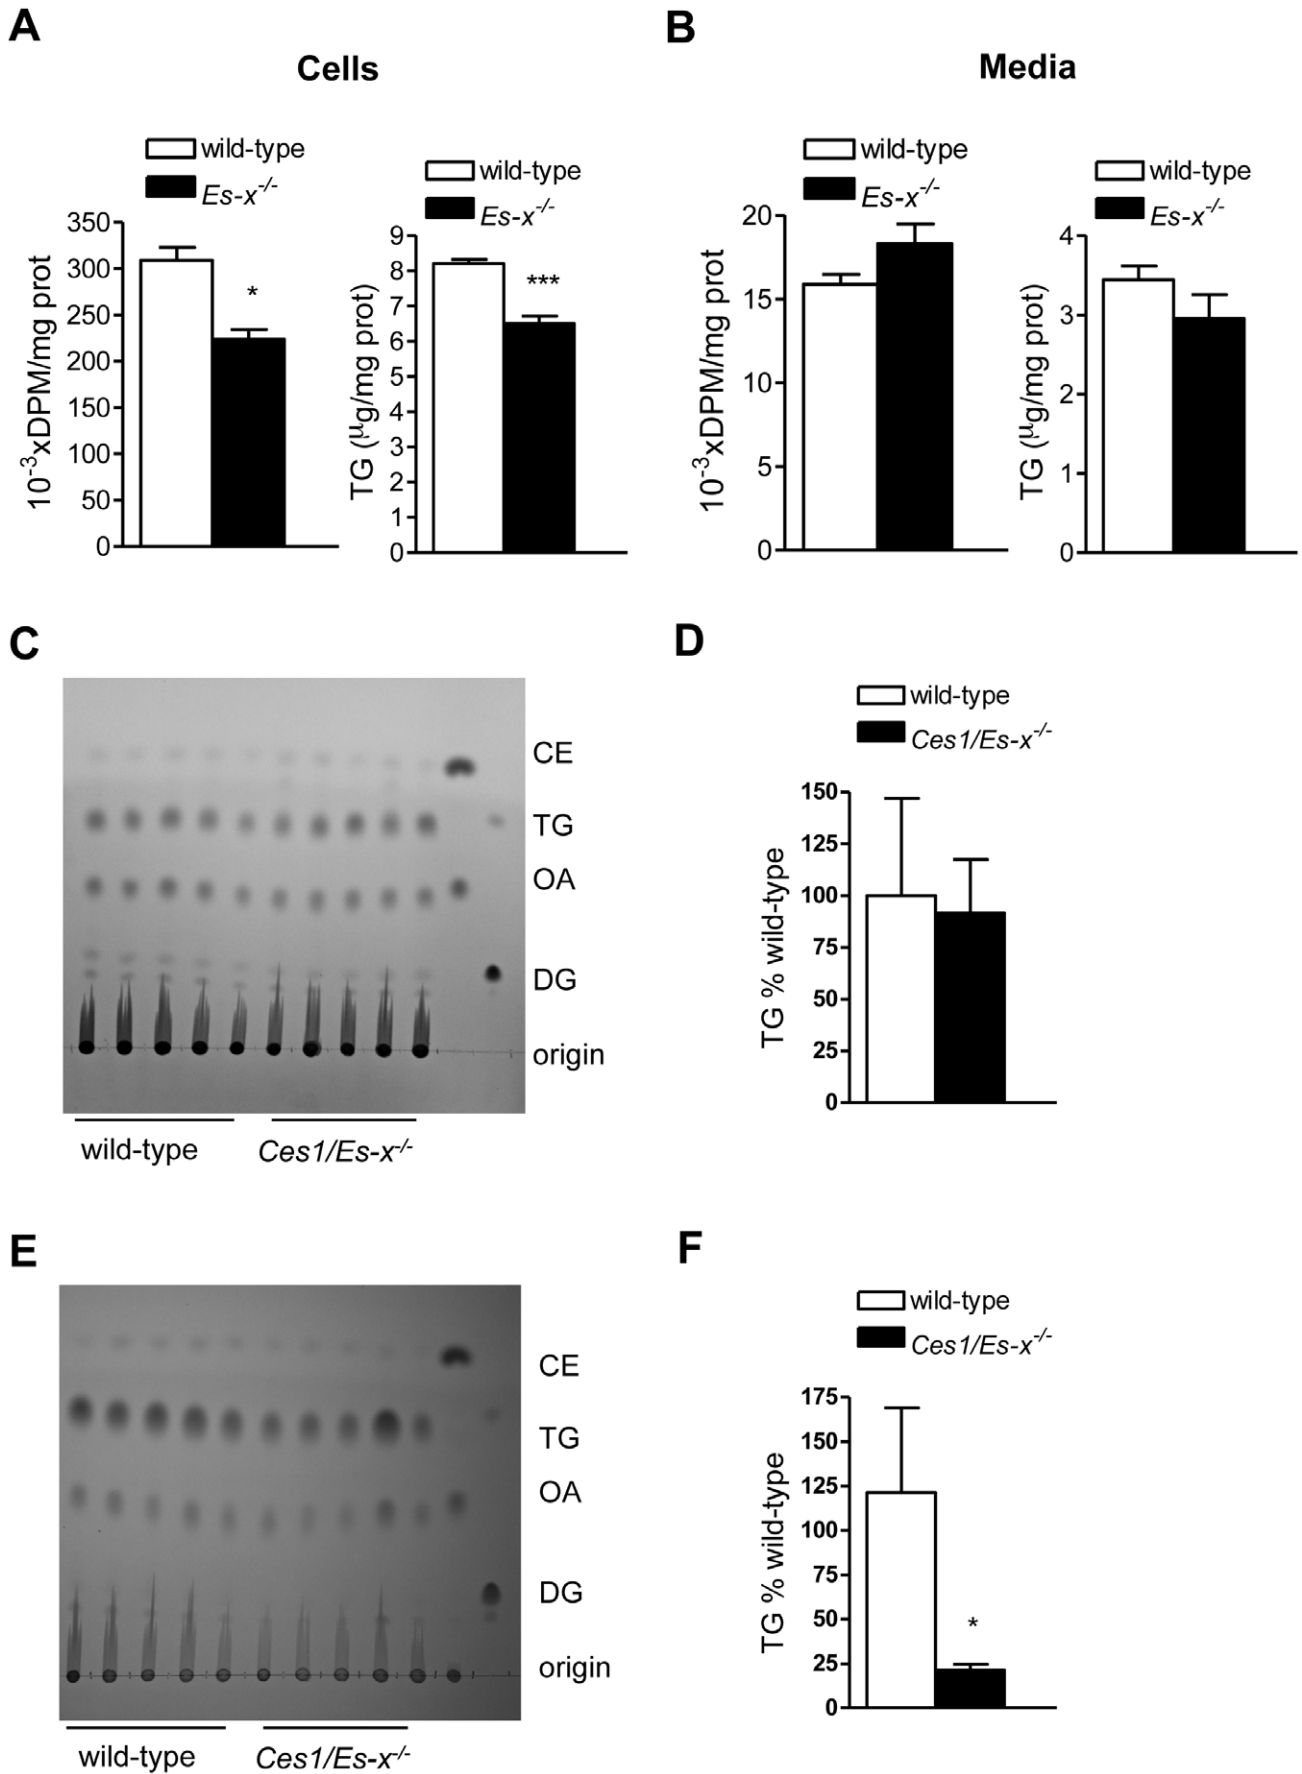 A
B
Cells
Media
wild-type
Es-x-/-
350
300
250
200
150
100
50
0
10-3xDPM/mg prot
*
wild-type
Es-x-/-
9
8
7
6
5
4
3
2
1
0
TG (μg/mg prot)
***
wild-type
Es-x-/-
20
15
10
5
0
10-3xDPM/mg prot
wild-type
Es-x-/-
4
3
2
1
0
TG (μg/mg prot)
C
CE
TG
OA
DG
origin
wild-type
Ces1/Es-x-/-
D
wild-type
Ces1/Es-x-/-
150
125
100
75
50
25
0
TG % wild-type
E
CE
TG
OA
DG
origin
wild-type
Ces1/Es-x-/-
F
wild-type
Ces1/Es-x-/-
175
150
125
100
75
50
25
0
TG % wild-type
*